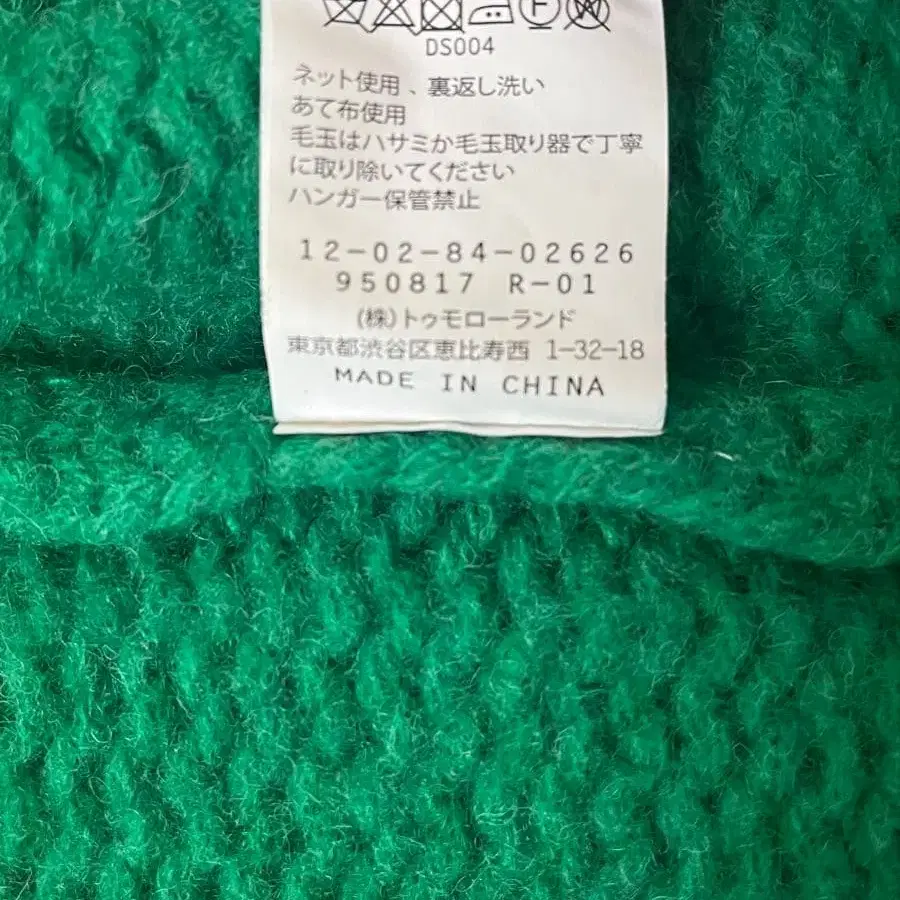 DS004
ネット使用 、裏返し洗い
あて布使用
毛玉はハサミか毛玉取り器で丁寧
に取り除いてください
ハンガー保管禁止
12-02-84-02626
950817 R-01
(株)トゥモローランド
東京都渋谷区恵比寿西 1-32-18
MADE IN CHINA